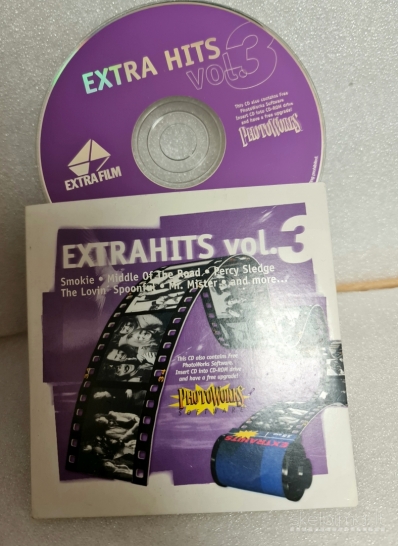 EXTRA HITS
VOL.3
This CD also contains Free
PhotoWorks Software
Insert CD into CD-ROM drive
and have a free upgrade!
PHOTOWORKS
EXTRA FILM
EXTRAHITS vol.3
Smokie • Middle Of The Road • Percy Sledge
The Lovin' Spoonful • Mr. Mister • and more...
This CD also contains Free
PhotoWorks Software
Insert CD into CD-ROM drive
and have a free upgrade!
PHOTOWORKS
EXTRAHITS